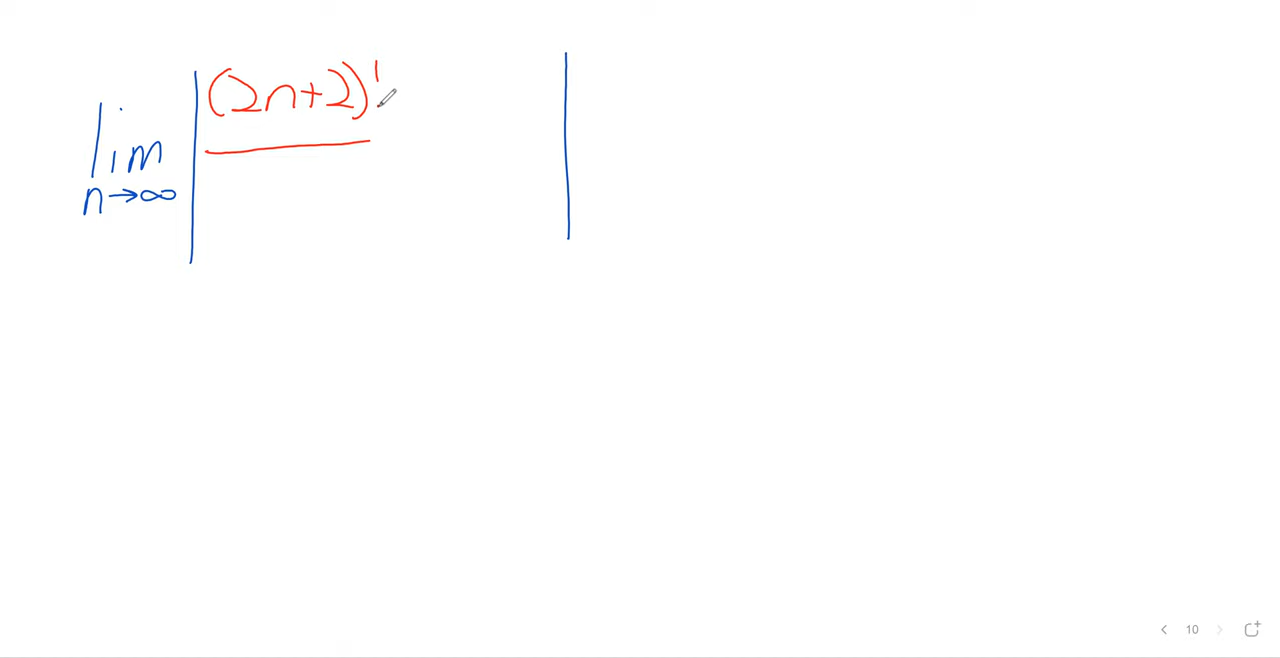 lim n→∞ | (2n+2)' / |
10